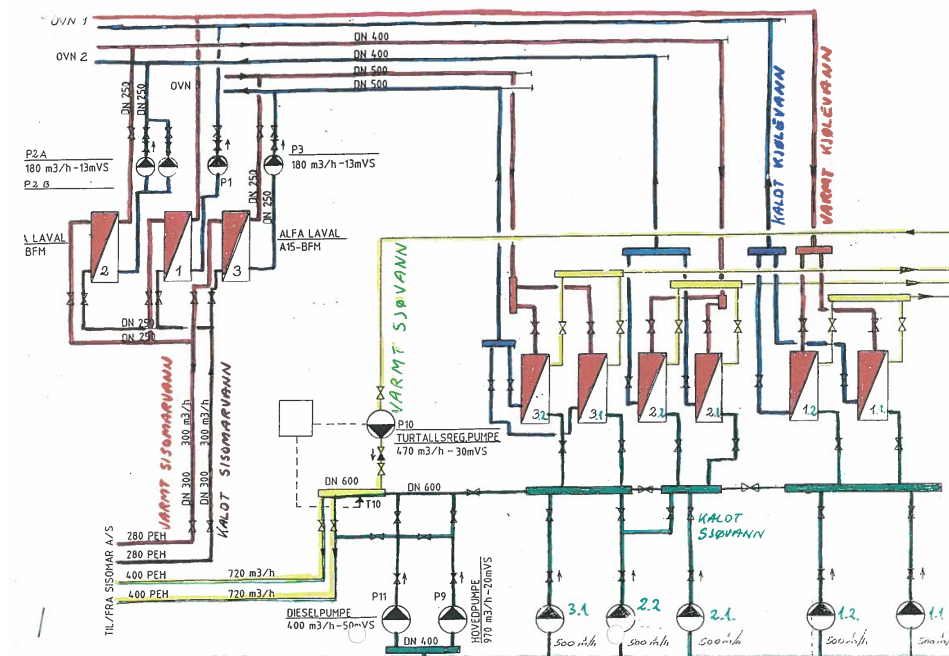 OVN 1
DN 400
OVN 2
DN 400
DN 500
OVN
DN 500
DN 250
DN 250
P2A
180 m3/h-13mVS
P2B
P1
P3
180 m3/h-13mVS
DN 250
DN 250
KALDT KJØLEVANN
VARMT KJØLEVANN
LAVAL
BFM
2
1
3
ALFA LAVAL
A15-BFM
DN 250
DN 250
VARMT SJØVANN
3.2
3.1
2.2
2.1
1.2
1.1
VARMT SISOMARVANN
300 m3/h
300 m3/h
KALDT SISOMARVANN
DN 300
DN 300
P10
TURTALLSREG.PUMPE
470 m3/h-30mVS
DN 600
DN 600
T10
KALDT
SJØVANN
TIL/FRA SISOMAR A/S
280 PEH
280 PEH
400 PEH
720 m3/h
400 PEH
720 m3/h
P11
P9
DIESELPUMPE
400 m3/h-50mVS
HOVEDPUMPE
970 m3/h-20mVS
DN 400
3.1
2.2
2.1.
1.2
1.1
500 m³/h
500 m³/h
500 m³/h
500 m³/h
500 m³/h